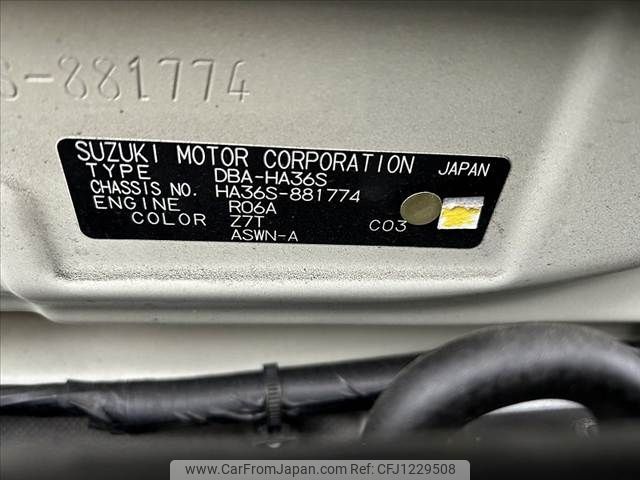 S-881774
SUZUKI MOTOR CORPORATION JAPAN
TYPE DBA-HA36S
CHASSIS NO. HA36S-881774
ENGINE R06A
COLOR Z7T C03
ASWN-A
www.CarFromJapan.com | CFJ1229508